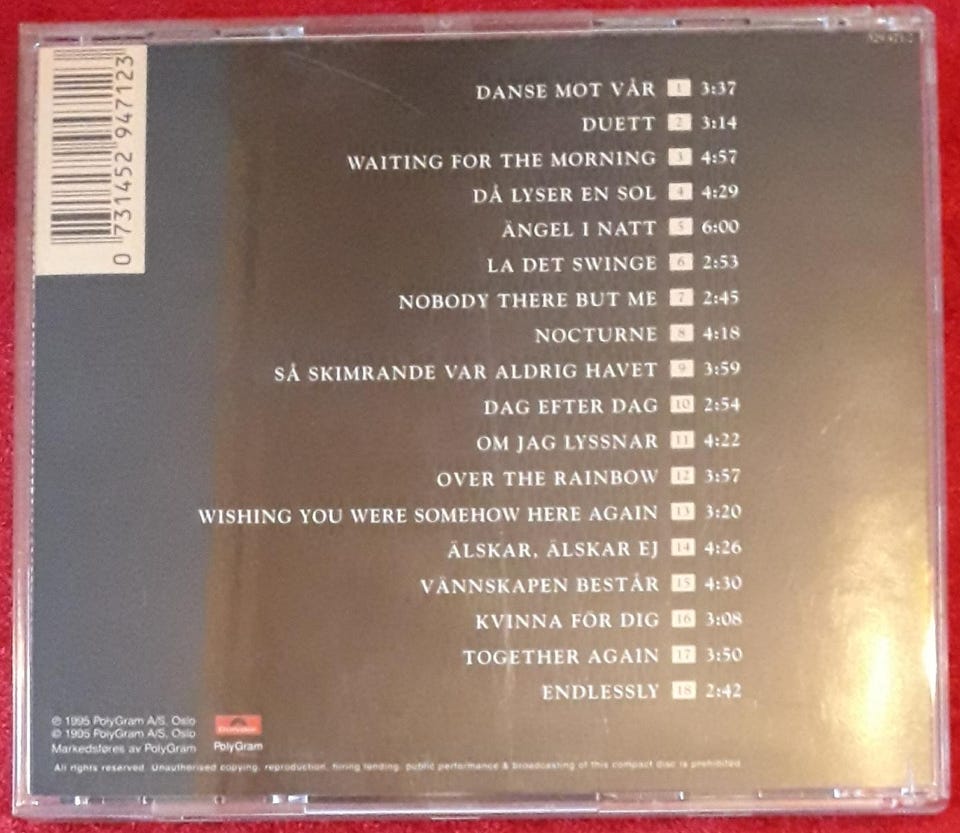 DANSE MOT VÅR 1 3:37
DUETT 2 3:14
WAITING FOR THE MORNING 3 4:57
DÅ LYSER EN SOL 4 4:29
ÄNGEL I NATT 5 6:00
LA DET SWINGE 6 2:53
NOBODY THERE BUT ME 7 2:45
NOCTURNE 8 4:18
SÅ SKIMRANDE VAR ALDRIG HAVET 9 3:59
DAG EFTER DAG 10 2:54
OM JAG LYSSNAR 11 4:22
OVER THE RAINBOW 12 3:57
WISHING YOU WERE SOMEHOW HERE AGAIN 13 3:20
ÄLSKAR, ÄLSKAR EJ 14 4:26
VÄNNSKAPEN BESTÅR 15 4:30
KVINNA FÖR DIG 16 3:08
TOGETHER AGAIN 17 3:50
ENDLESSLY 18 2:42
0 731452 947123
℗ 1995 PolyGram A/S, Oslo
© 1995 PolyGram A/S, Oslo
Markedsføres av PolyGram
PolyGram
All rights reserved. Unauthorised copying, reproduction, hiring lending, public performance & broadcasting of this compact disc is prohibited